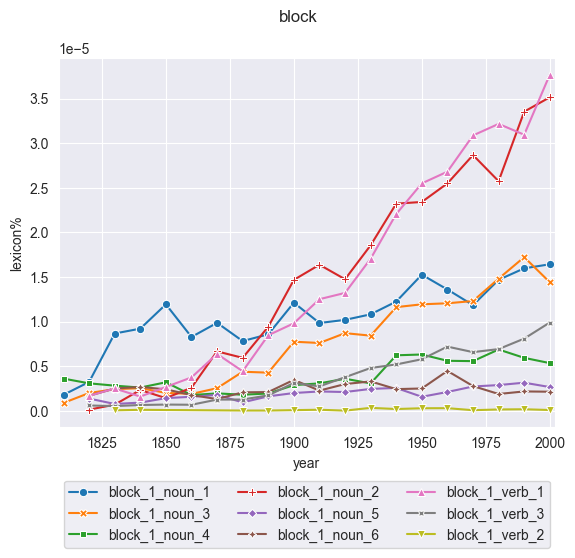 block
1e−5
3.5
3.0
2.5
2.0
1.5
1.0
0.5
0.0
lexicon%
1825 1850 1875 1900 1925 1950 1975 2000
year
block_1_noun_1 block_1_noun_2 block_1_verb_1
block_1_noun_3 block_1_noun_5 block_1_verb_3
block_1_noun_4 block_1_noun_6 block_1_verb_2